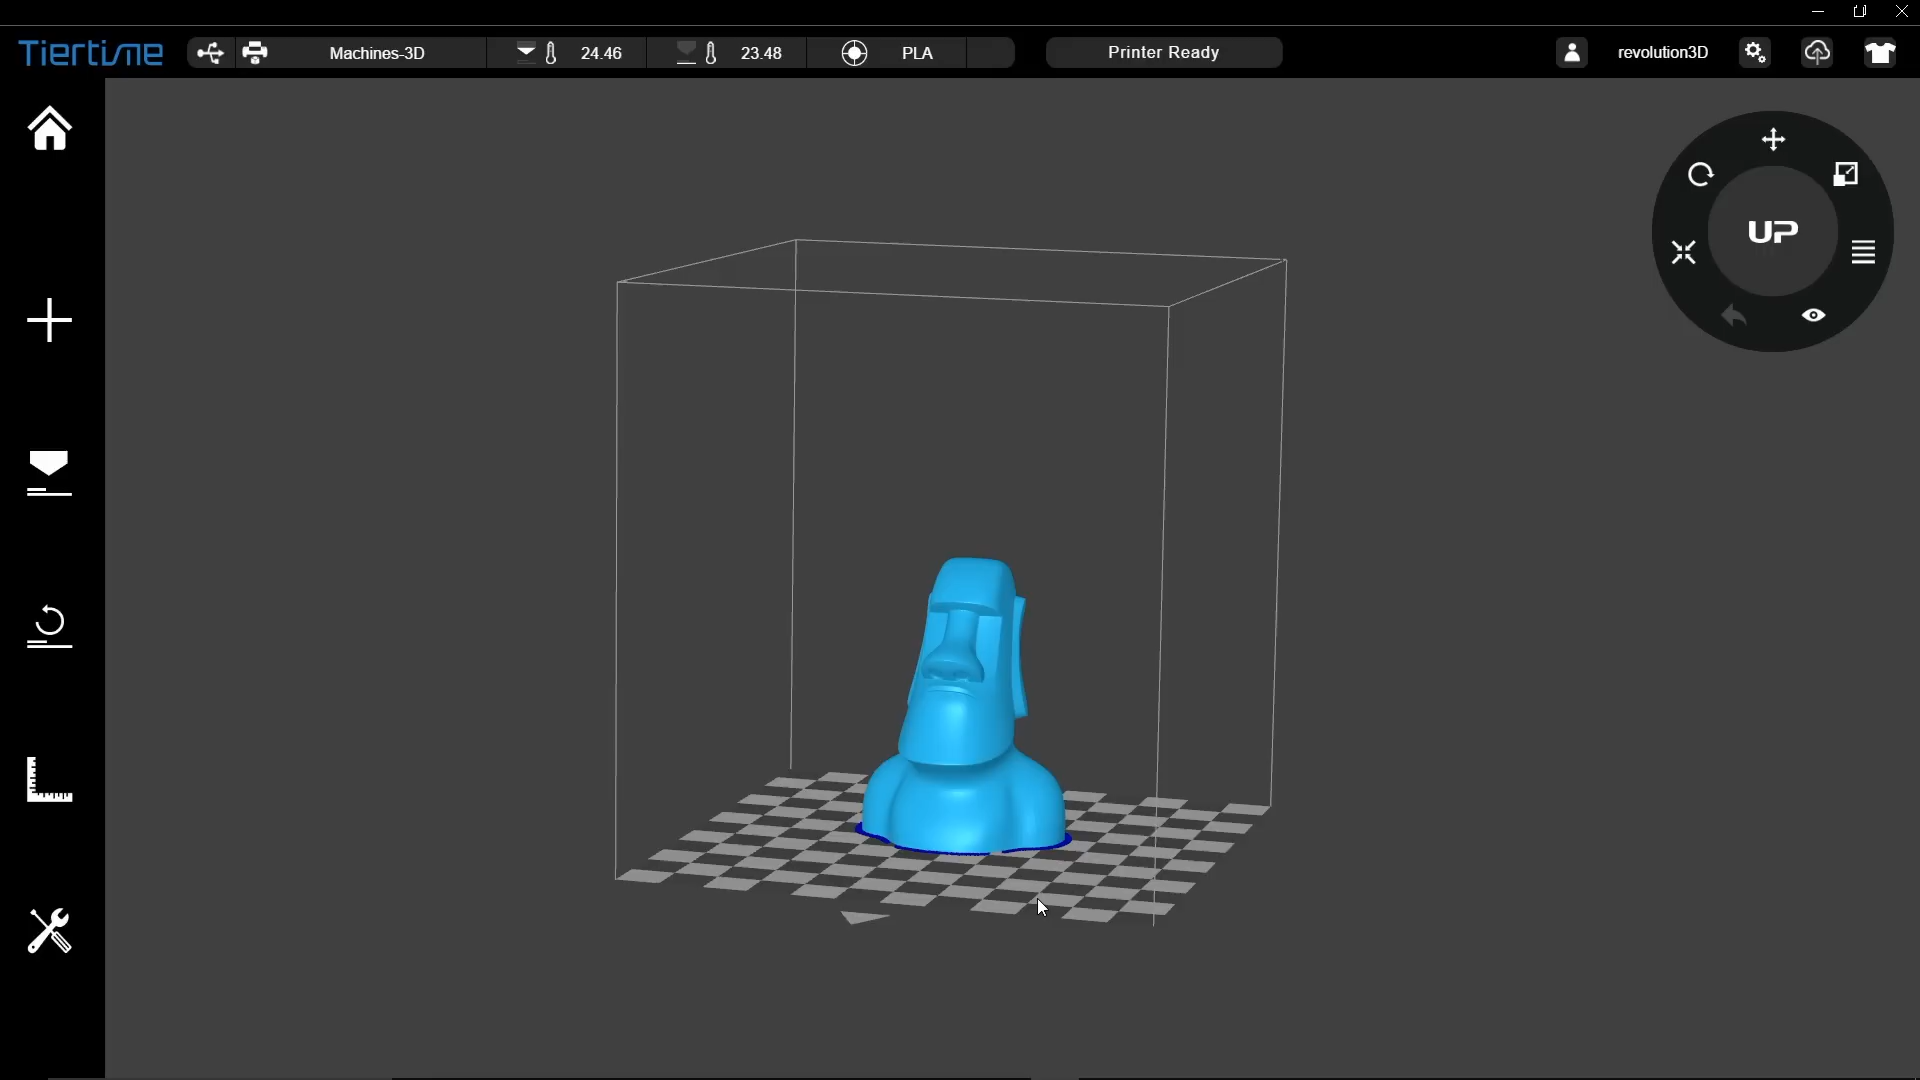 Tiertime
Machines-3D
24.46
23.48
PLA
Printer Ready
revolution3D
UP